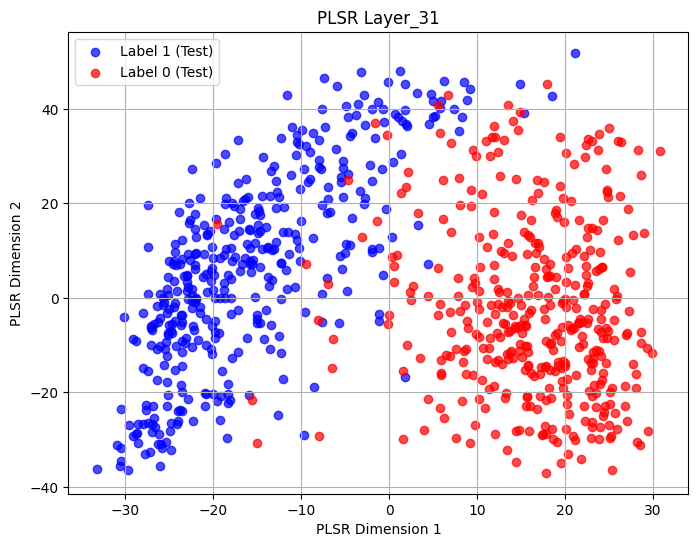 PLSR Layer_31
Label 1 (Test)
Label 0 (Test)
40
20
0
−20
−40
PLSR Dimension 2
−30
−20
−10
0
10
20
30
PLSR Dimension 1